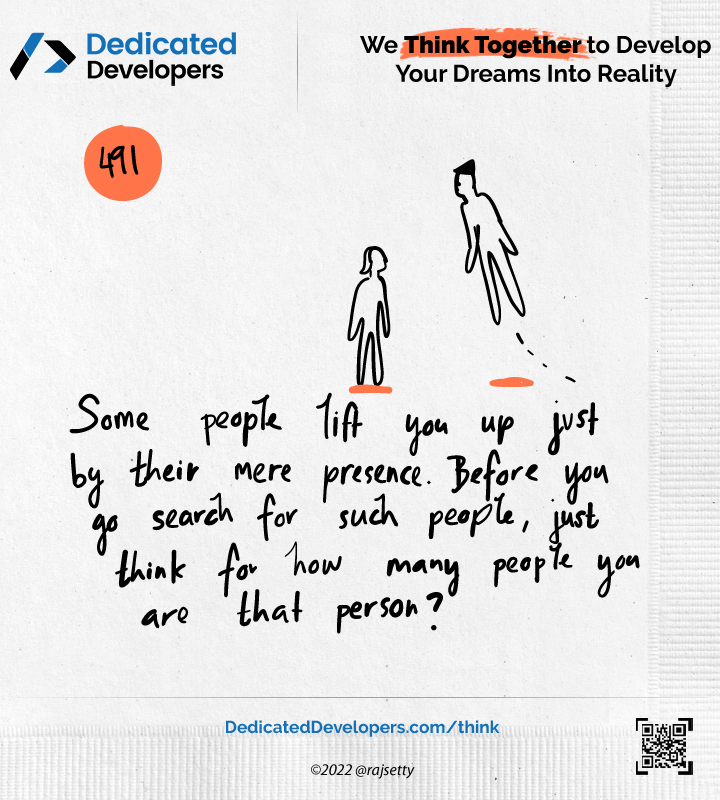 Dedicated
Developers
We Think Together to Develop
Your Dreams Into Reality
491
Some people lift you up just
by their mere presence. Before you
go search for such people, just
think for how many people you
are that person?
DedicatedDevelopers.com/think
©2022 @rajsetty